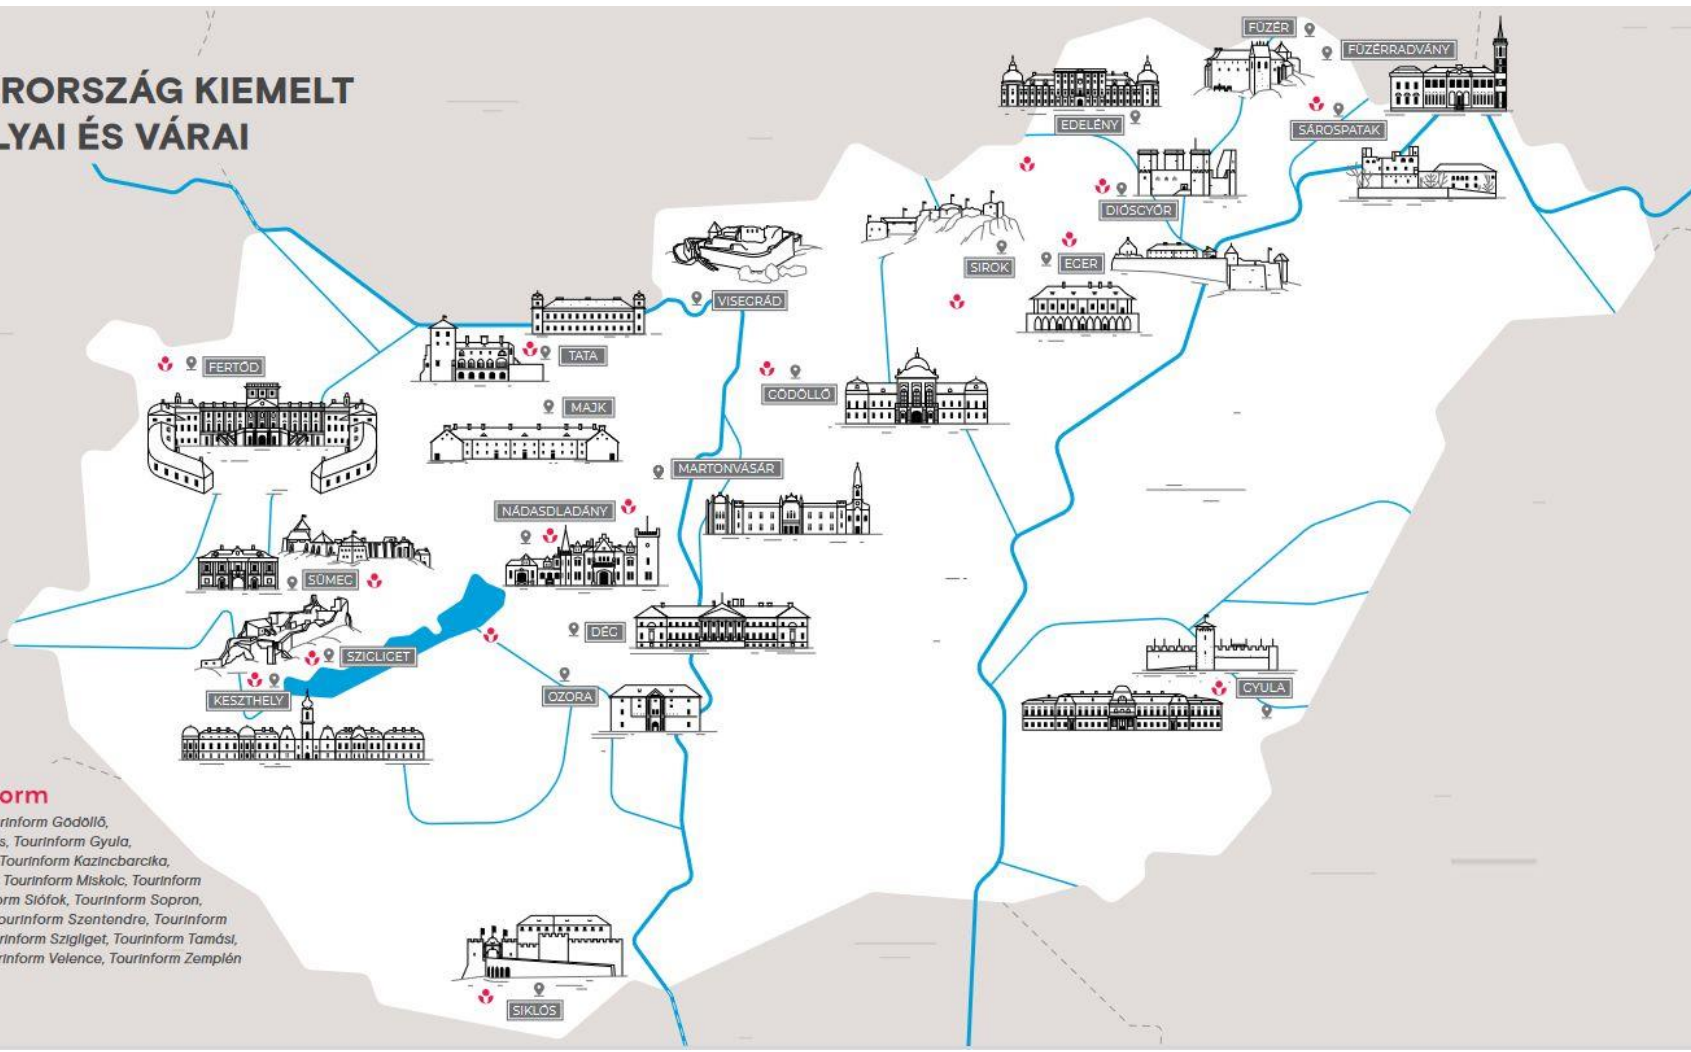 RORSZÁG KIEMELT
LYAI ÉS VÁRAI
FÜZÉR
FÜZÉRRADVÁNY
EDELÉNY
SÁROSPATAK
DIÓSGYŐR
SIROK
EGER
VISEGRÁD
TATA
FERTŐD
GÖDÖLLŐ
MAJK
MARTONVÁSÁR
NÁDASDLADÁNY
SÜMEG
DÉG
SZIGLIGET
OZORA
KESZTHELY
GYULA
SIKLÓS
orm
rinform Gödöllő,
s, Tourinform Gyula,
Tourinform Kazincbarcika,
, Tourinform Miskolc, Tourinform
orm Siófok, Tourinform Sopron,
ourinform Szentendre, Tourinform
rinform Szigliget, Tourinform Tamási,
rinform Velence, Tourinform Zemplén